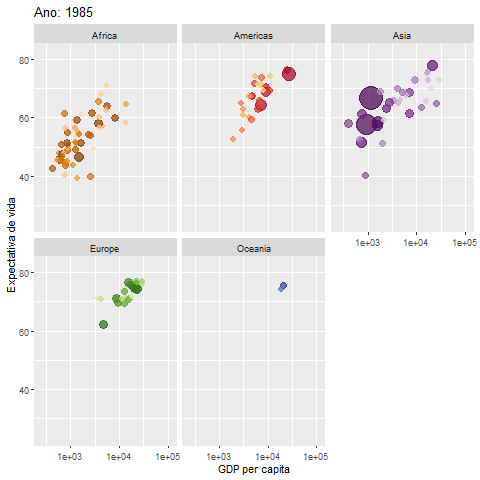 Ano: 1985
Africa
Americas
Asia
80
60
40
1e+03
1e+04
1e+05
Expectativa de vida
Europe
Oceania
80
60
40
1e+03
1e+04
1e+05
1e+03
1e+04
1e+05
GDP per capita